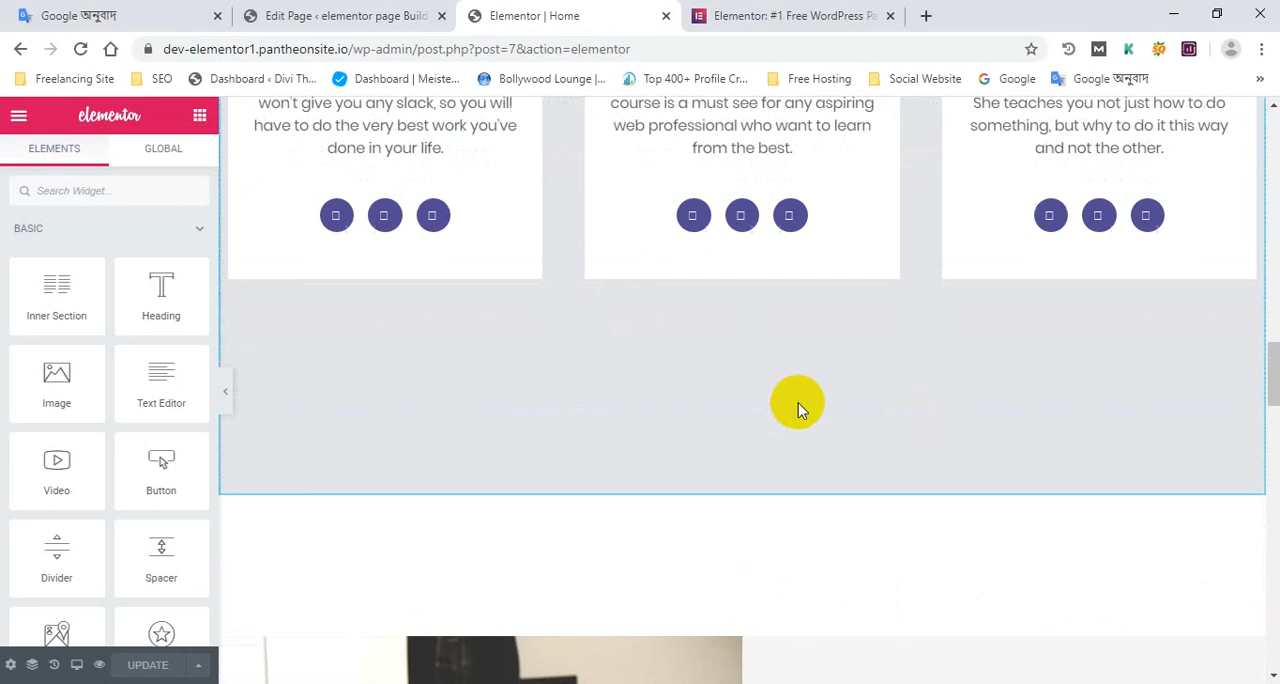 Google অনুবাদ
Edit Page ‹ elementor page Build
Elementor | Home
Elementor: #1 Free WordPress Pa
dev-elementor1.pantheonsite.io/wp-admin/post.php?post=7&action=elementor
Freelancing Site
SEO
Dashboard ‹ Divi Th...
Dashboard | Meiste...
Bollywood Lounge |...
Top 400+ Profile Cr...
Free Hosting
Social Website
Google
Google অনুবাদ
»
elementor
ELEMENTS
GLOBAL
Search Widget...
BASIC
Inner Section
Heading
Image
Text Editor
Video
Button
Divider
Spacer
UPDATE
won't give you any slack, so you will
have to do the very best work you've
done in your life.
course is a must see for any aspiring
web professional who want to learn
from the best.
She teaches you not just how to do
something, but why to do it this way
and not the other.